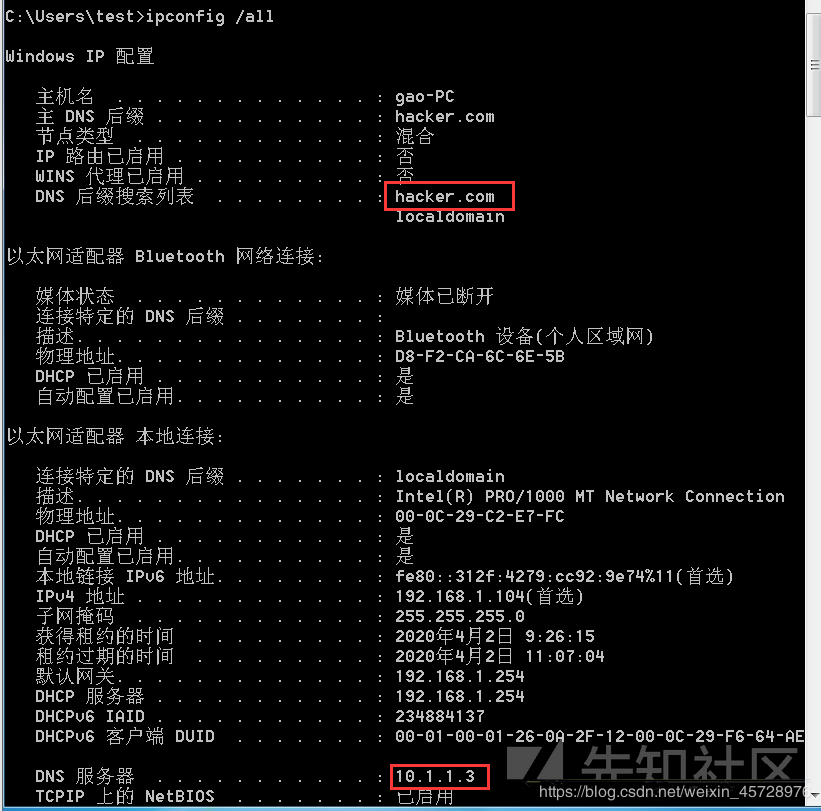 C:\Users\test>ipconfig /all
Windows IP 配置
主机名 . . . . . . . . . . . . . : gao-PC
主 DNS 后缀 . . . . . . . . . . . : hacker.com
节点类型 . . . . . . . . . . . . : 混合
IP 路由已启用 . . . . . . . . . . : 否
WINS 代理已启用 . . . . . . . . . : 否
DNS 后缀搜索列表 . . . . . . . . : hacker.com
localdomain
以太网适配器 Bluetooth 网络连接:
媒体状态 . . . . . . . . . . . . : 媒体已断开
连接特定的 DNS 后缀 . . . . . . . :
描述. . . . . . . . . . . . . . . : Bluetooth 设备(个人区域网)
物理地址. . . . . . . . . . . . . : D8-F2-CA-6C-6E-5B
DHCP 已启用 . . . . . . . . . . . : 是
自动配置已启用. . . . . . . . . . : 是
以太网适配器 本地连接:
连接特定的 DNS 后缀 . . . . . . . : localdomain
描述. . . . . . . . . . . . . . . : Intel(R) PRO/1000 MT Network Connection
物理地址. . . . . . . . . . . . . : 00-0C-29-C2-E7-FC
DHCP 已启用 . . . . . . . . . . . : 是
自动配置已启用. . . . . . . . . . : 是
本地链接 IPv6 地址. . . . . . . . : fe80::312f:4279:cc92:9e74%11(首选)
IPv4 地址 . . . . . . . . . . . . : 192.168.1.104(首选)
子网掩码 . . . . . . . . . . . . : 255.255.255.0
获得租约的时间 . . . . . . . . . : 2020年4月2日 9:26:15
租约过期的时间 . . . . . . . . . : 2020年4月2日 11:07:04
默认网关. . . . . . . . . . . . . : 192.168.1.254
DHCP 服务器 . . . . . . . . . . . : 192.168.1.254
DHCPv6 IAID . . . . . . . . . . . : 234884137
DHCPv6 客户端 DUID . . . . . . . : 00-01-00-01-26-0A-2F-12-00-0C-29-F6-64-AE
DNS 服务器 . . . . . . . . . . . : 10.1.1.3
TCPIP 上的 NetBIOS . . . . . . . : 已启用
先知社区
https://blog.csdn.net/weixin_45728976